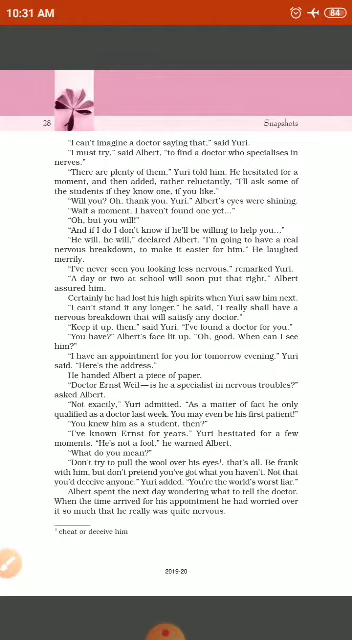 10:31 AM
84
28
Snapshots
"I can't imagine a doctor saying that," said Yuri.
"I must try," said Albert, "to find a doctor who specialises in
nerves."
"There are plenty of them," Yuri told him. He hesitated for a
moment, and then added, rather reluctantly, "I'll ask some of
the students if they know one, if you like."
"Will you? Oh, thank you, Yuri." Albert's eyes were shining.
"Wait a moment, I haven't found one yet..."
"Oh, but you will!"
"And if I do I don't know if he'll be willing to help you..."
"He will, he will," declared Albert. "I'm going to have a real
nervous breakdown, to make it easier for him." He laughed
merrily.
"I've never seen you looking less nervous," remarked Yuri.
"A day or two at school will soon put that right," Albert
assured him.
Certainly he had lost his high spirits when Yuri saw him next.
"I can't stand it any longer," he said, "I really shall have a
nervous breakdown that will satisfy any doctor."
"Keep it up, then," said Yuri. "I've found a doctor for you."
"You have?" Albert's face lit up. "Oh, good. When can I see
him?"
"I have an appointment for you for tomorrow evening," Yuri
said. "Here's the address."
He handed Albert a piece of paper.
"Doctor Ernst Weil—is he a specialist in nervous troubles?"
asked Albert.
"Not exactly," Yuri admitted. "As a matter of fact he only
qualified as a doctor last week. You may even be his first patient!"
"You knew him as a student, then?"
"I've known Ernst for years." Yuri hesitated for a few
moments. "He's not a fool," he warned Albert.
"What do you mean?"
"Don't try to pull the wool over his eyes¹, that's all. Be frank
with him, but don't pretend you've got what you haven't. Not that
you'd deceive anyone." Yuri added. "You're the world's worst liar."
Albert spent the next day wondering what to tell the doctor.
When the time arrived for his appointment he had worried over
it so much that he really was quite nervous.
¹ cheat or deceive him
2019-20